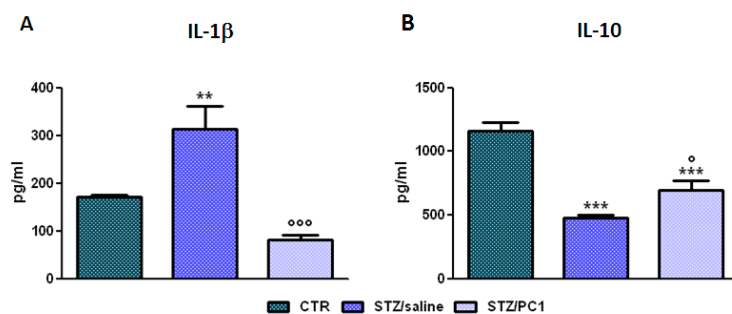 A
IL-1β
400
300
200
100
0
pg/ml
**
°°°
B
IL-10
1500
1000
500
0
pg/ml
***
°
***
CTR
STZ/saline
STZ/PC1